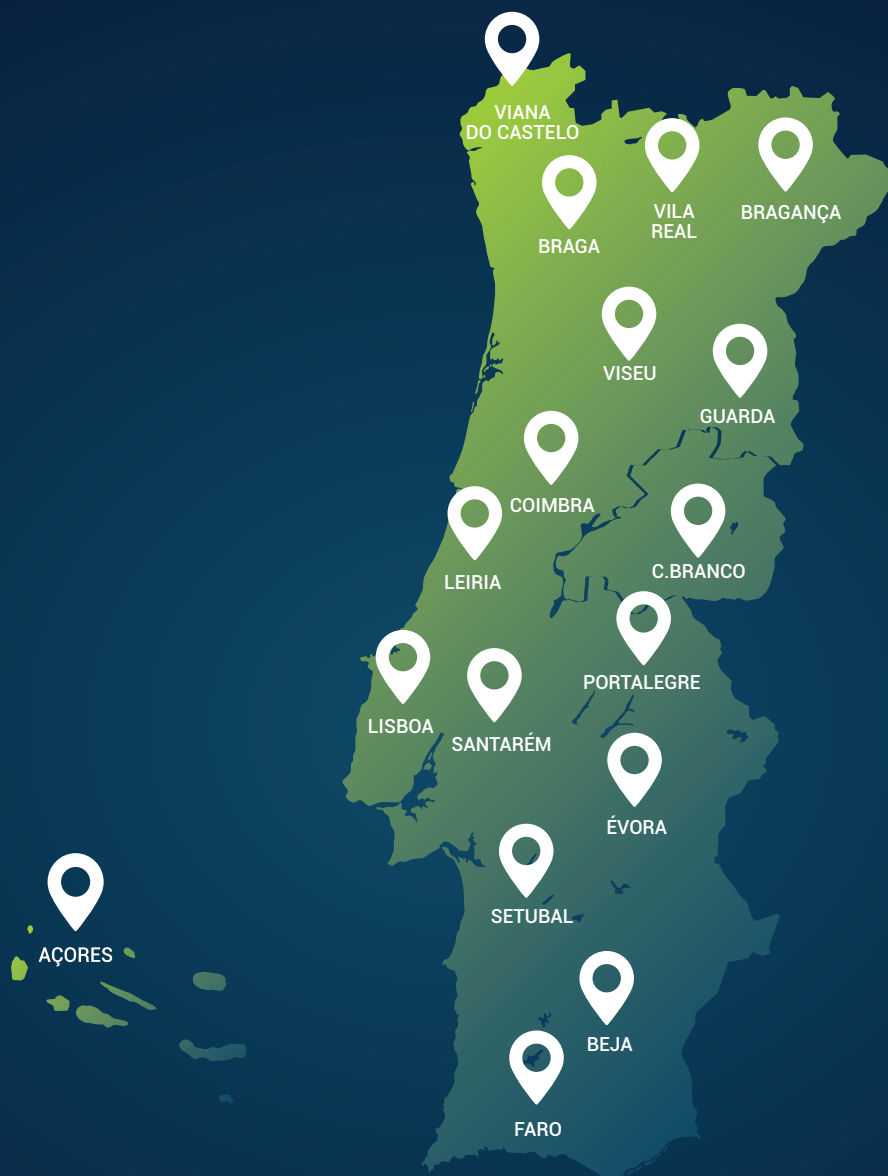 VIANA
DO CASTELO
BRAGA
VILA
REAL
BRAGANÇA
VISEU
GUARDA
COIMBRA
LEIRIA
C.BRANCO
PORTALEGRE
LISBOA
SANTARÉM
ÉVORA
SETUBAL
AÇORES
BEJA
FARO